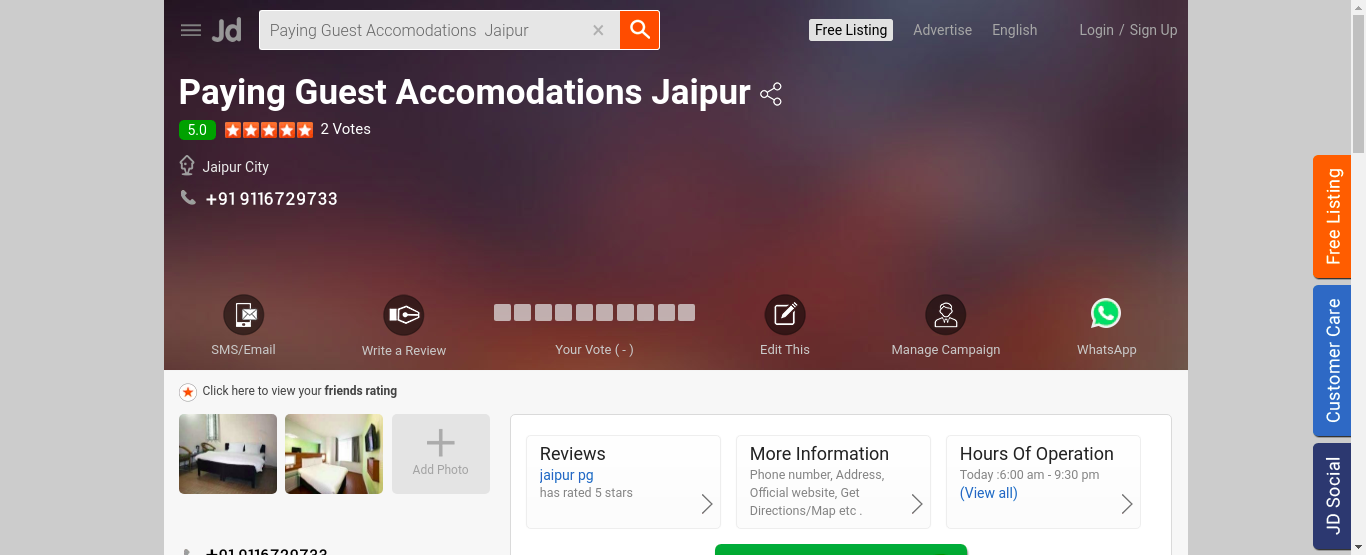 Jd
Paying Guest Accomodations  Jaipur
Free Listing
Advertise
English
Login / Sign Up
Paying Guest Accomodations Jaipur
5.0
2 Votes
Jaipur City
+91 9116729733
SMS/Email
Write a Review
Your Vote ( - )
Edit This
Manage Campaign
WhatsApp
Click here to view your friends rating
Add Photo
Reviews
jaipur pg
has rated 5 stars
More Information
Phone number, Address,
Official website, Get
Directions/Map etc .
Hours Of Operation
Today :6:00 am - 9:30 pm
(View all)
+91 9116729733
Free Listing
Customer Care
JD Social